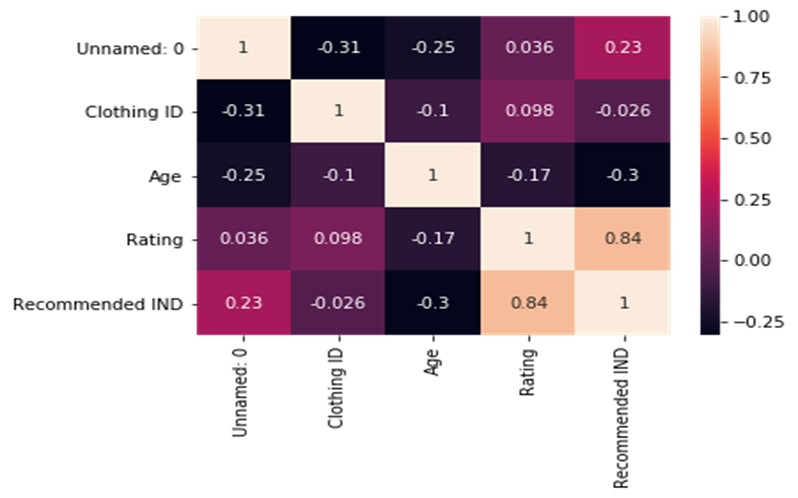 Unnamed: 0 1 -0.31 -0.25 0.036 0.23
Clothing ID -0.31 1 -0.1 0.098 -0.026
Age -0.25 -0.1 1 -0.17 -0.3
Rating 0.036 0.098 -0.17 1 0.84
Recommended IND 0.23 -0.026 -0.3 0.84 1
Unnamed: 0
Clothing ID
Age
Rating
Recommended IND
1.00
0.75
0.50
0.25
0.00
−0.25